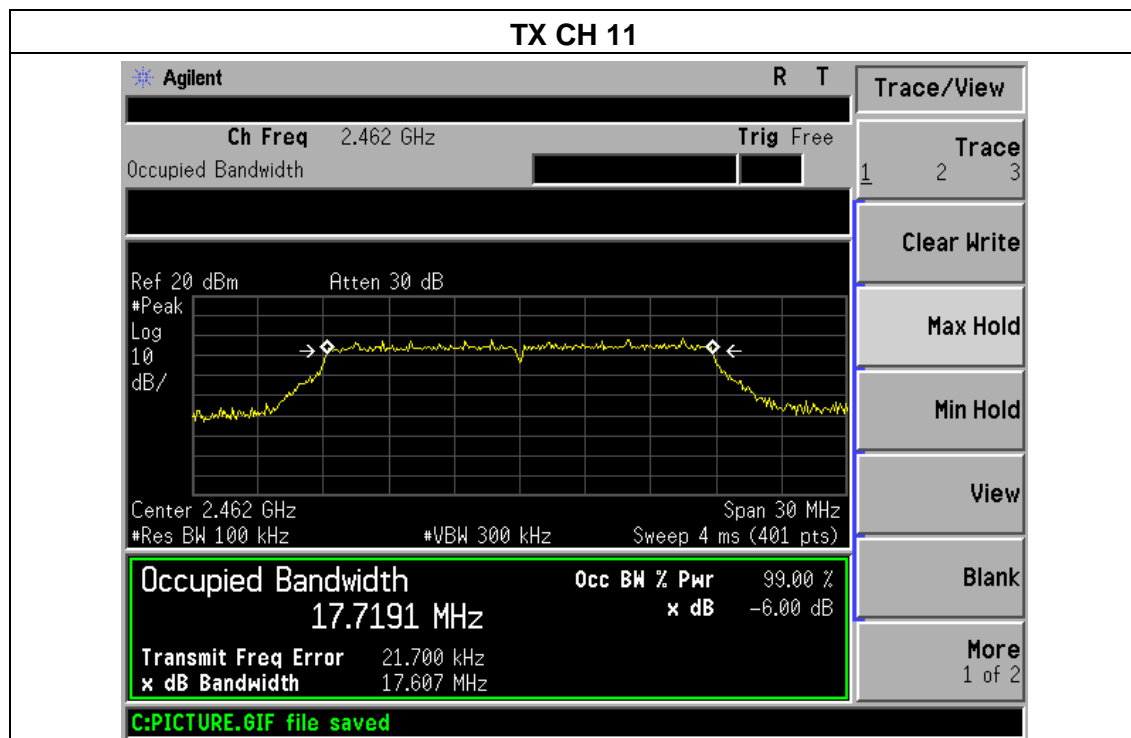 TX CH 11
Agilent R T
Ch Freq 2.462 GHz Trig Free
Occupied Bandwidth
Ref 20 dBm Atten 30 dB
#Peak
Log
10
dB/
Center 2.462 GHz Span 30 MHz
#Res BW 100 kHz #VBW 300 kHz Sweep 4 ms (401 pts)
Occupied Bandwidth Occ BW % Pwr 99.00 %
17.7191 MHz x dB -6.00 dB
Transmit Freq Error 21.700 kHz
x dB Bandwidth 17.607 MHz
C:PICTURE.GIF file saved
Trace/View
Trace
1 2 3
Clear Write
Max Hold
Min Hold
View
Blank
More
1 of 2